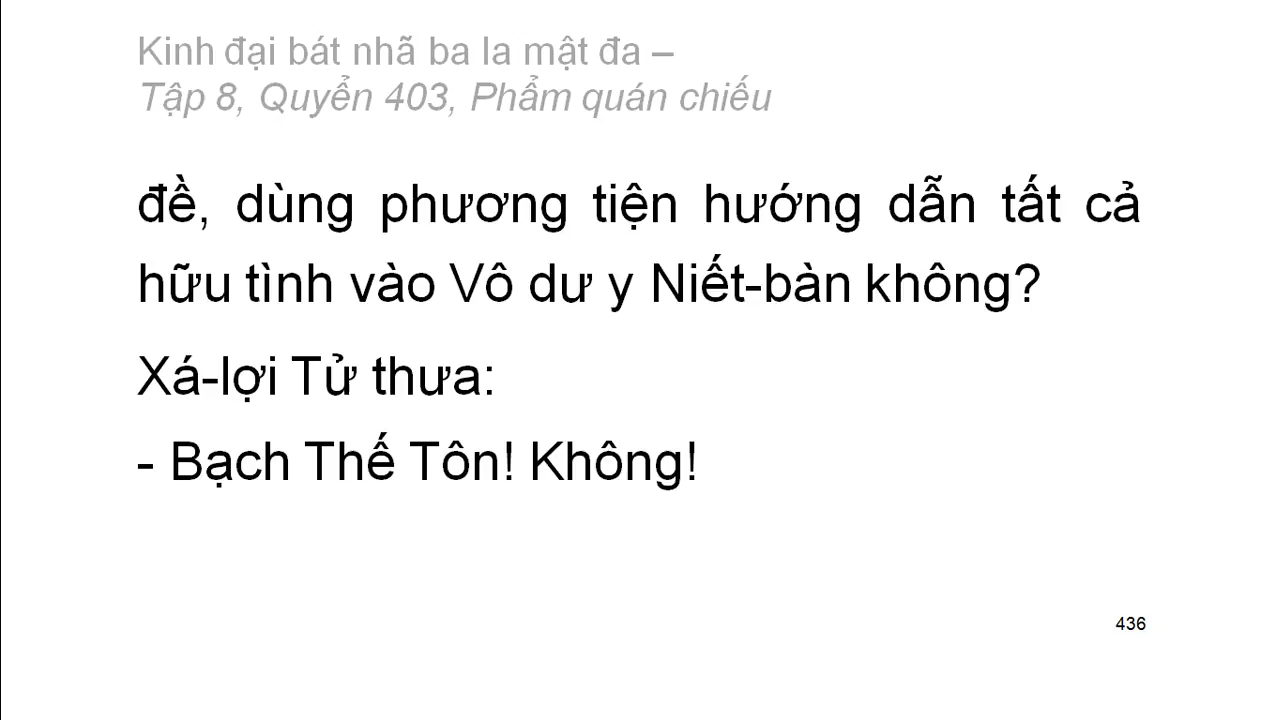 Kinh đại bát nhã ba la mật đa –
Tập 8, Quyển 403, Phẩm quán chiếu
đề, dùng phương tiện hướng dẫn tất cả
hữu tình vào Vô dư y Niết-bàn không?
Xá-lợi Tử thưa:
- Bạch Thế Tôn! Không!
436